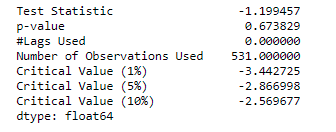 Test Statistic -1.199457
p-value 0.673829
#Lags Used 0.000000
Number of Observations Used 531.000000
Critical Value (1%) -3.442725
Critical Value (5%) -2.866998
Critical Value (10%) -2.569677
dtype: float64